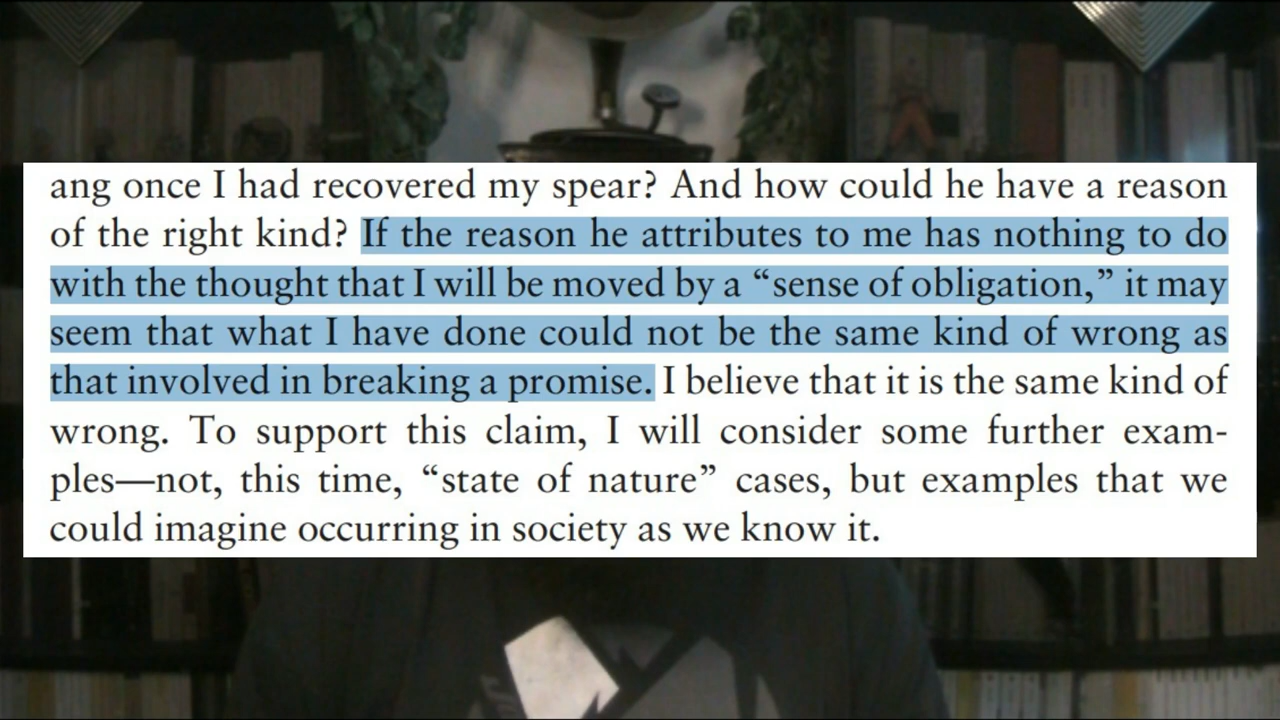 ang once I had recovered my spear? And how could he have a reason
of the right kind? If the reason he attributes to me has nothing to do
with the thought that I will be moved by a “sense of obligation,” it may
seem that what I have done could not be the same kind of wrong as
that involved in breaking a promise. I believe that it is the same kind of
wrong. To support this claim, I will consider some further exam-
ples—not, this time, “state of nature” cases, but examples that we
could imagine occurring in society as we know it.